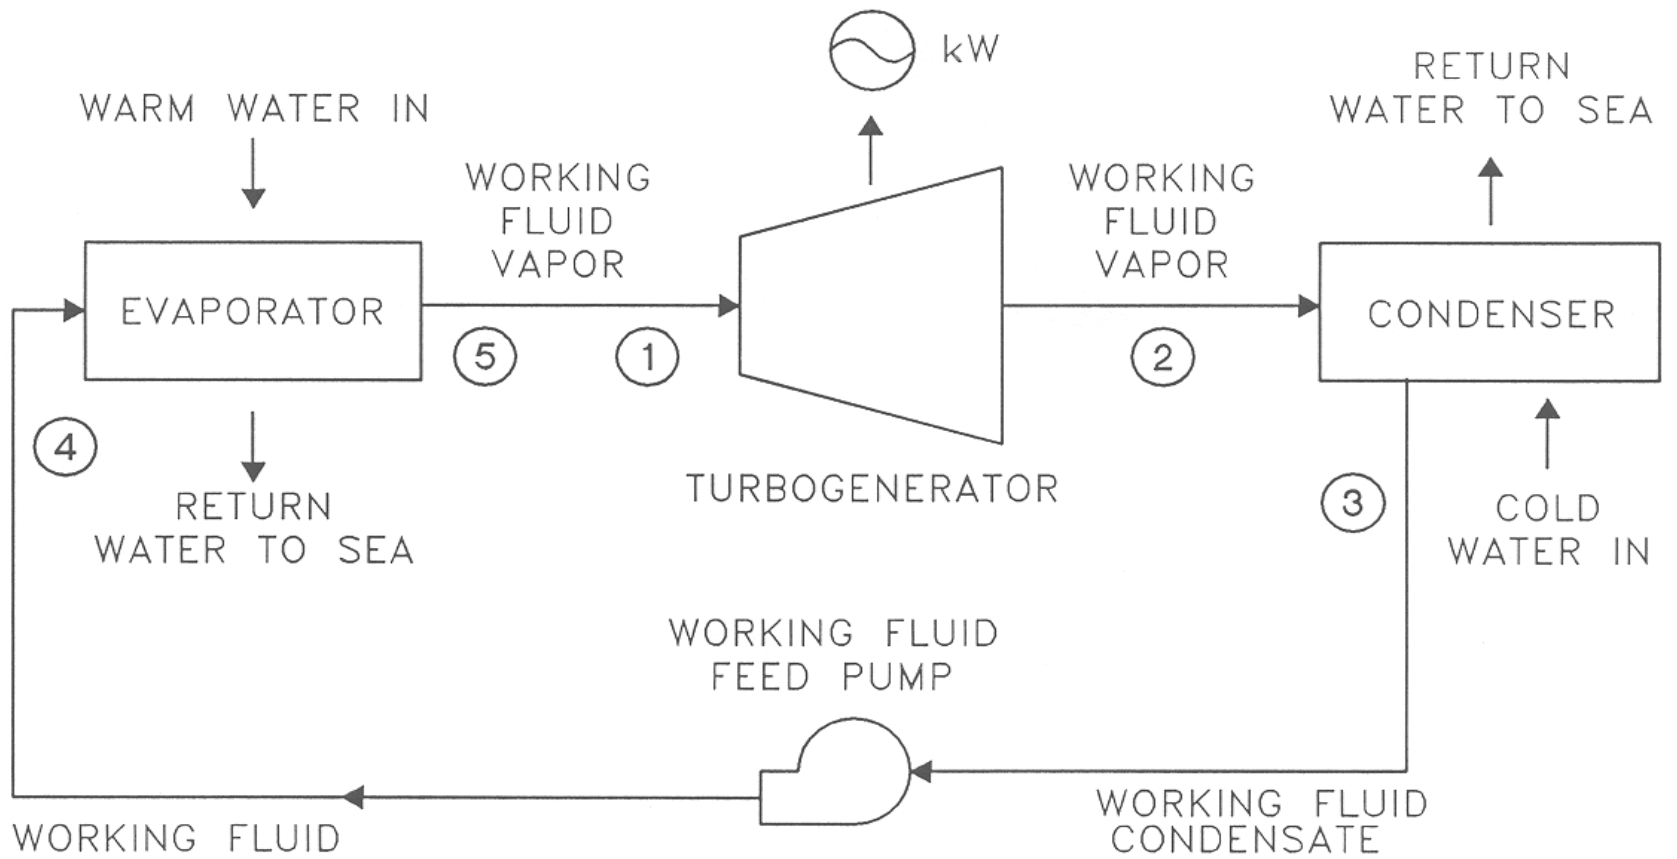 kW
RETURN
WATER TO SEA
WARM WATER IN
WORKING
FLUID
VAPOR
WORKING
FLUID
VAPOR
EVAPORATOR
CONDENSER
5
1
2
4
TURBOGENERATOR
3
RETURN
WATER TO SEA
COLD
WATER IN
WORKING FLUID
FEED PUMP
WORKING FLUID
CONDENSATE
WORKING FLUID